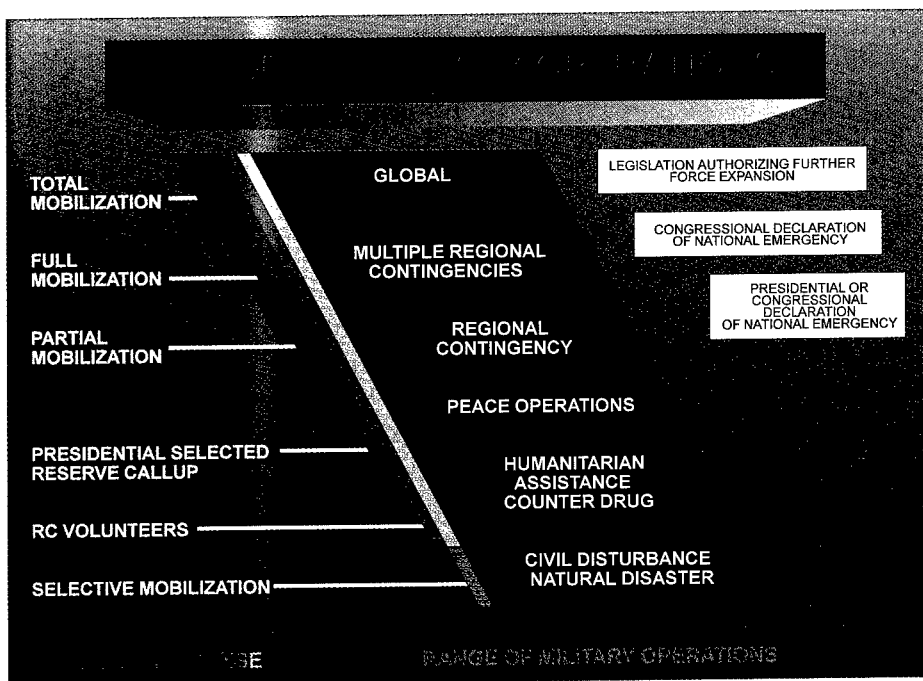 TOTAL
MOBILIZATION
FULL
MOBILIZATION
PARTIAL
MOBILIZATION
PRESIDENTIAL SELECTED
RESERVE CALLUP
RC VOLUNTEERS
SELECTIVE MOBILIZATION
GLOBAL
MULTIPLE REGIONAL
CONTINGENCIES
REGIONAL
CONTINGENCY
PEACE OPERATIONS
HUMANITARIAN
ASSISTANCE
COUNTER DRUG
CIVIL DISTURBANCE
NATURAL DISASTER
LEGISLATION AUTHORIZING FURTHER
FORCE EXPANSION
CONGRESSIONAL DECLARATION
OF NATIONAL EMERGENCY
PRESIDENTIAL OR
CONGRESSIONAL
DECLARATION
OF NATIONAL EMERGENCY
RANGE OF MILITARY OPERATIONS